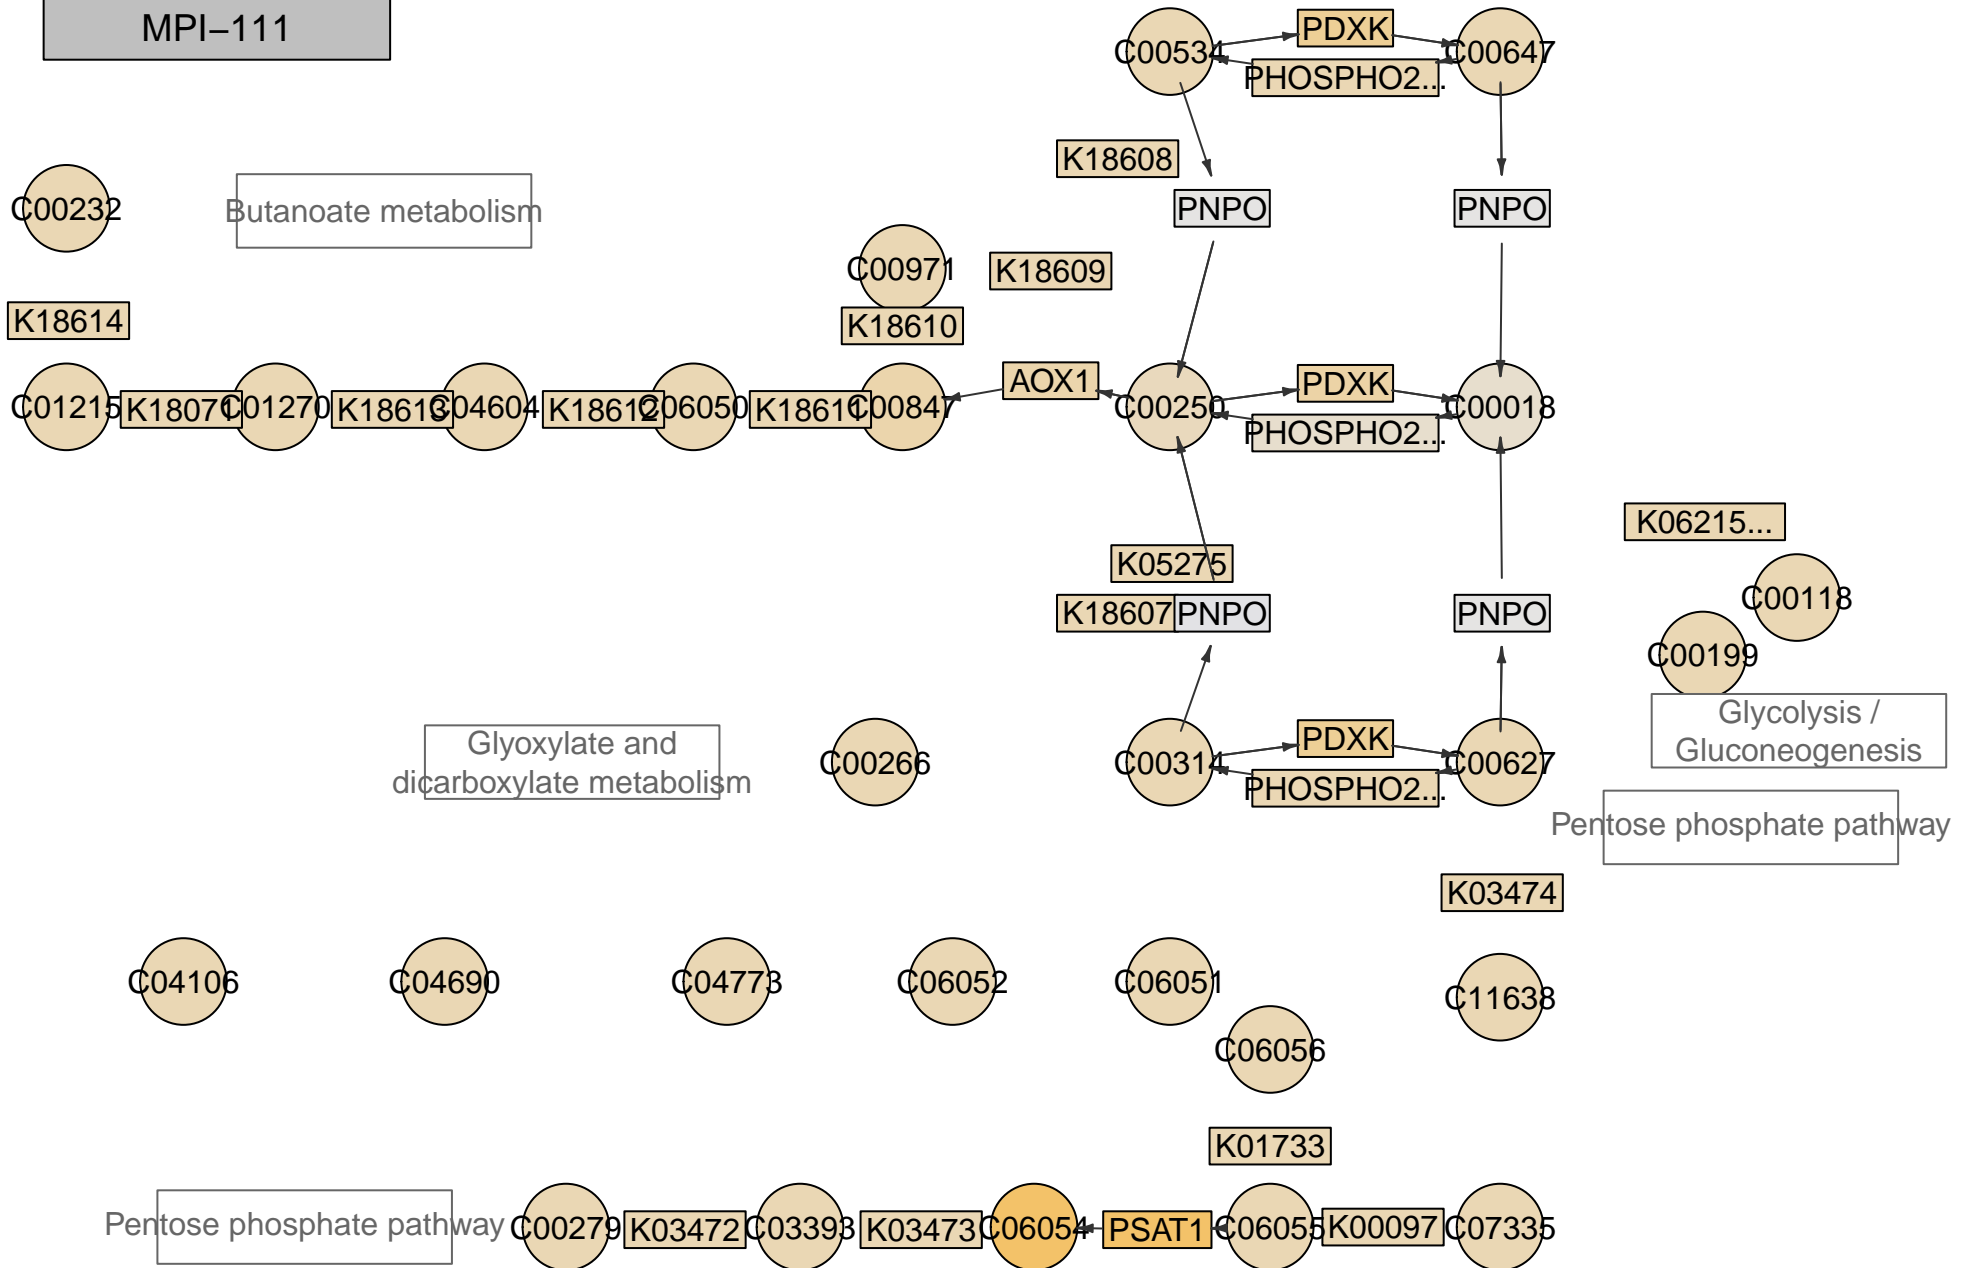 MPI–111
C00534
PDXK
C00647
PHOSPHO2...
K18608
C00232
Butanoate metabolism
PNPO
PNPO
C00971
K18609
K18614
K18610
AOX1
PDXK
C01215
K18071
C01270
K18613
C04604
K18612
C06050
K18611
C00847
C00250
C00018
PHOSPHO2...
K06215...
K05275
C00118
K18607
PNPO
PNPO
C00199
Glycolysis /
Gluconeogenesis
Glyoxylate and
dicarboxylate metabolism
C00266
C00314
PDXK
C00627
PHOSPHO2...
Pentose phosphate pathway
K03474
C04106
C04690
C04773
C06052
C06051
C11638
C06056
K01733
Pentose phosphate pathway
C00279
K03472
C03393
K03473
C06054
PSAT1
C06055
K00097
C07335